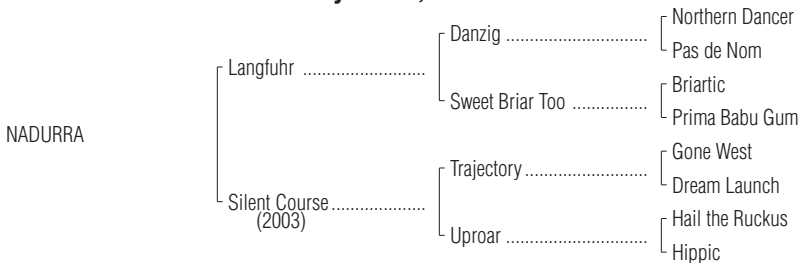 Northern Dancer
Danzig ................................
Pas de Nom
Langfuhr ...........................
Briartic
Sweet Briar Too .................
Prima Babu Gum
NADURRA
Gone West
Trajectory ...........................
Dream Launch
Silent Course .....................
(2003)
Hail the Ruckus
Uproar ................................
Hippic